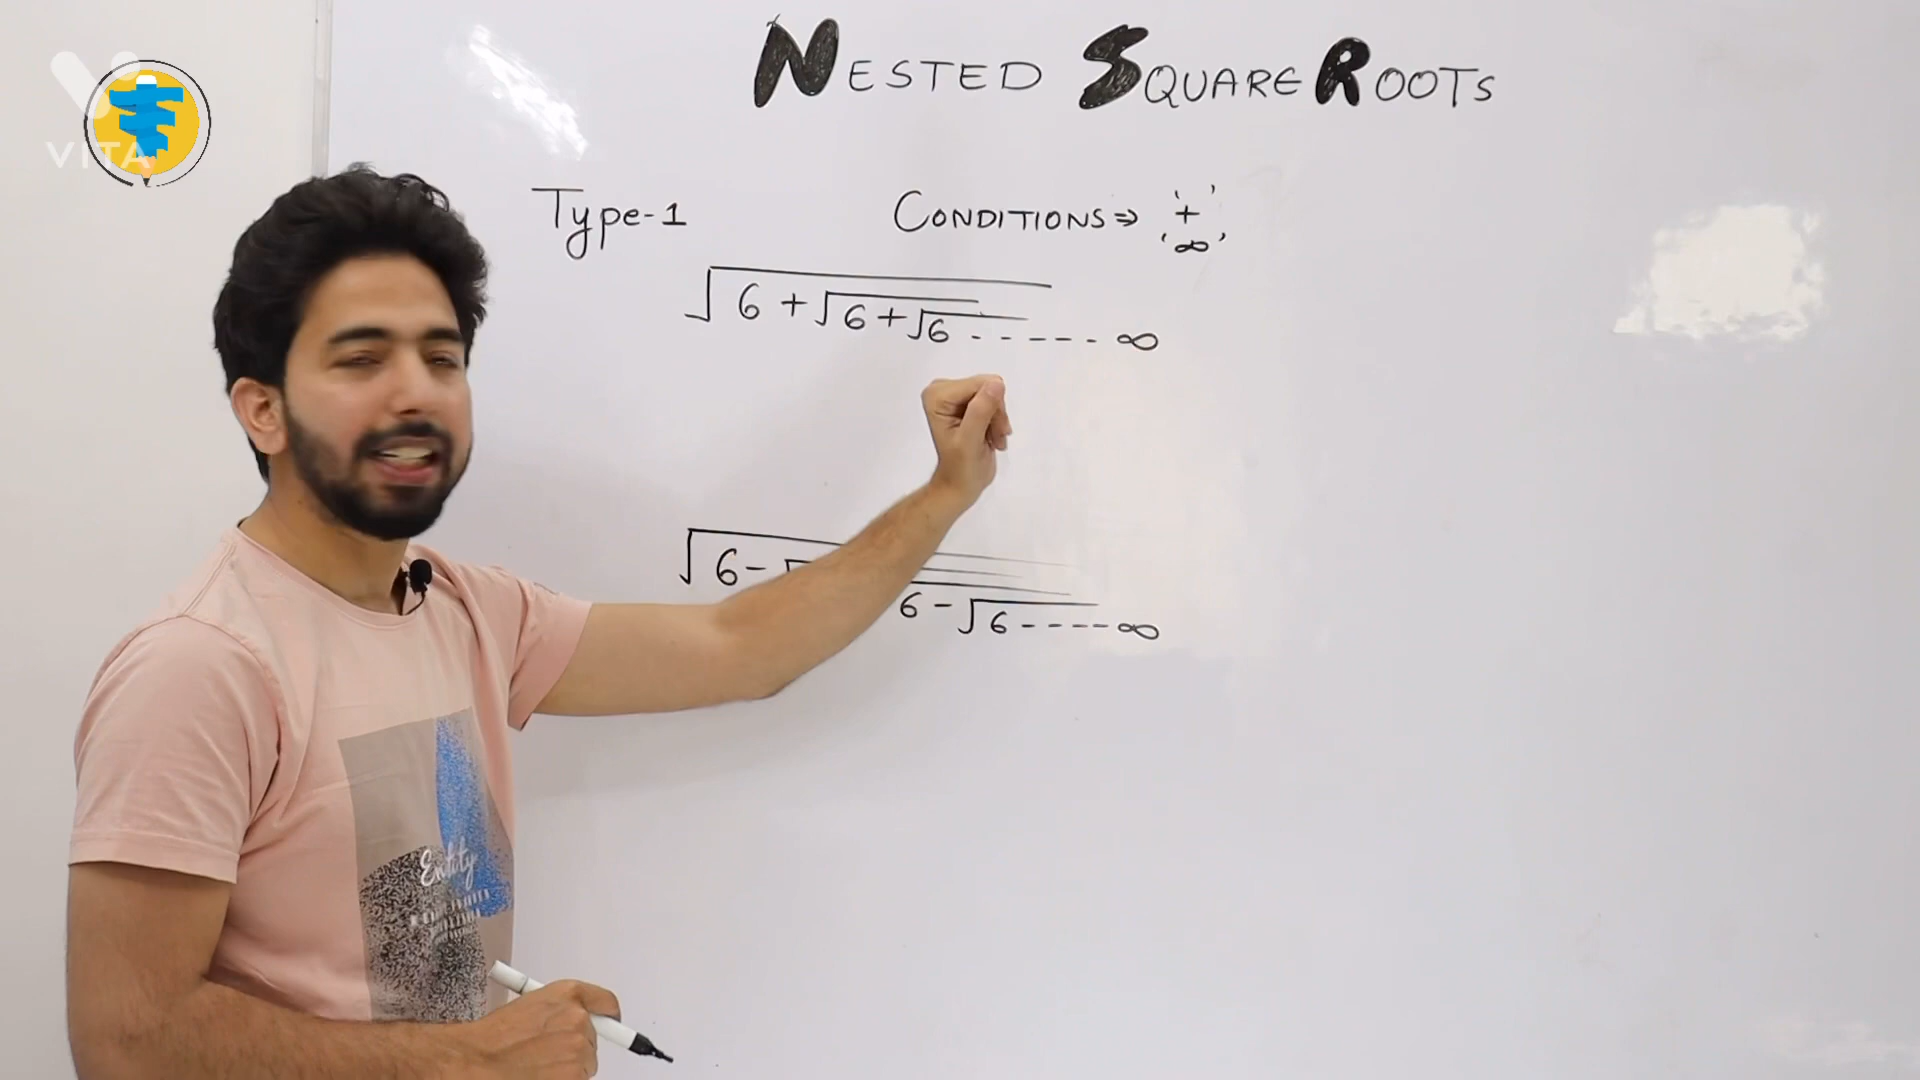 VITA
NESTED SQUARE ROOTS
Type-1
CONDITIONS ⇒ '+'
'∞'
√6 + √6 + √6 ------ ∞
√6 - √ 6 - √6 ---- ∞
Entity